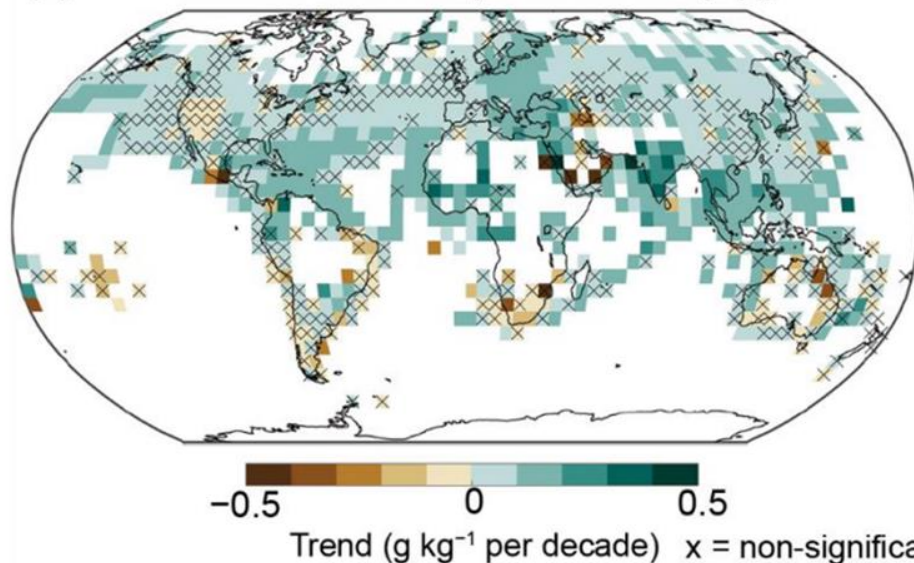 −0.5 0 0.5
Trend (g kg⁻¹ per decade) x = non-significa